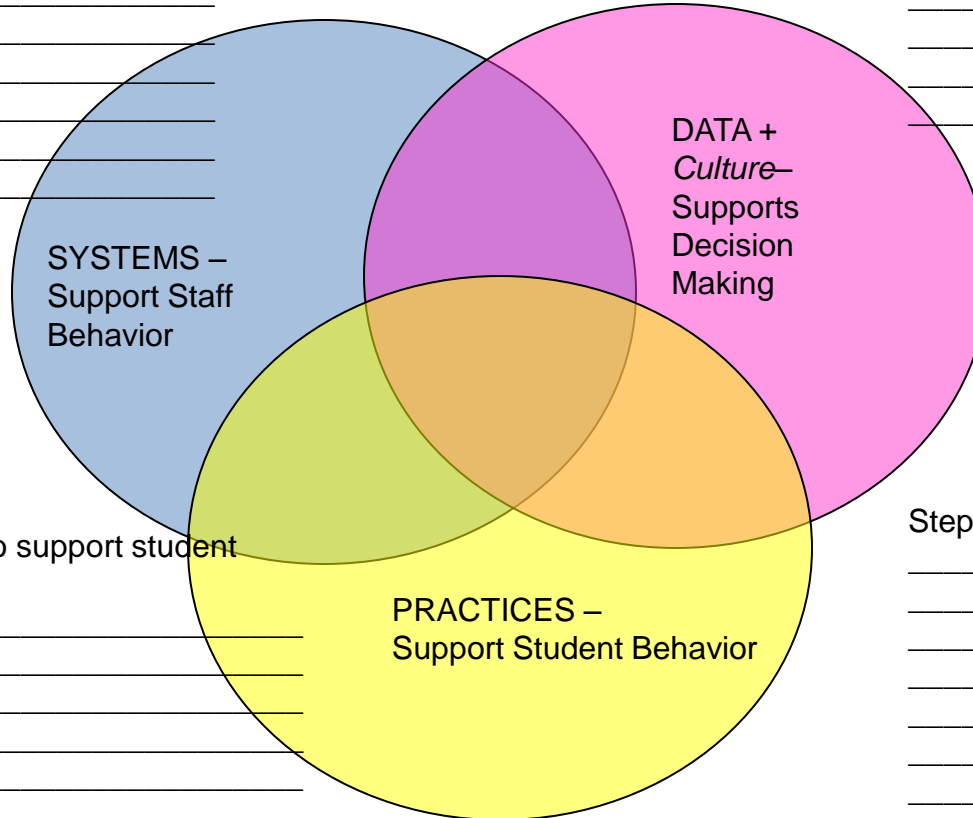 DATA +
Culture–
Supports
Decision
Making
SYSTEMS –
Support Staff
Behavior
support student
Step
PRACTICES –
Support Student Behavior